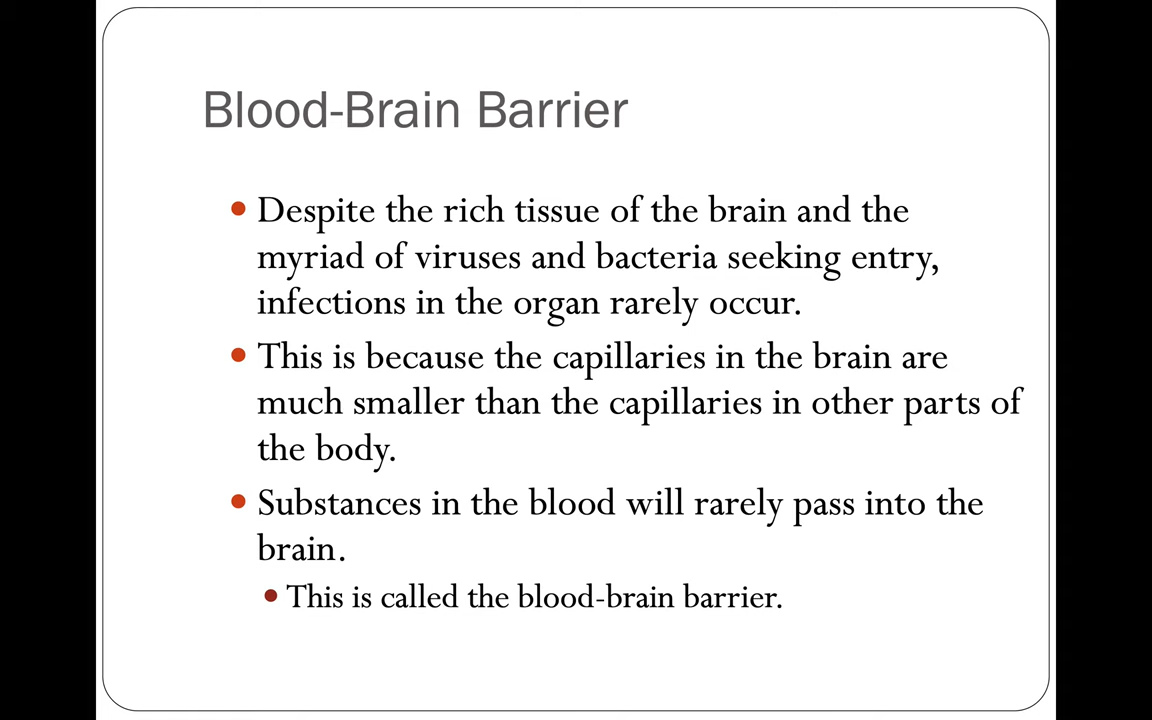 Blood-Brain Barrier
Despite the rich tissue of the brain and the
myriad of viruses and bacteria seeking entry,
infections in the organ rarely occur.
This is because the capillaries in the brain are
much smaller than the capillaries in other parts of
the body.
Substances in the blood will rarely pass into the
brain.
This is called the blood-brain barrier.